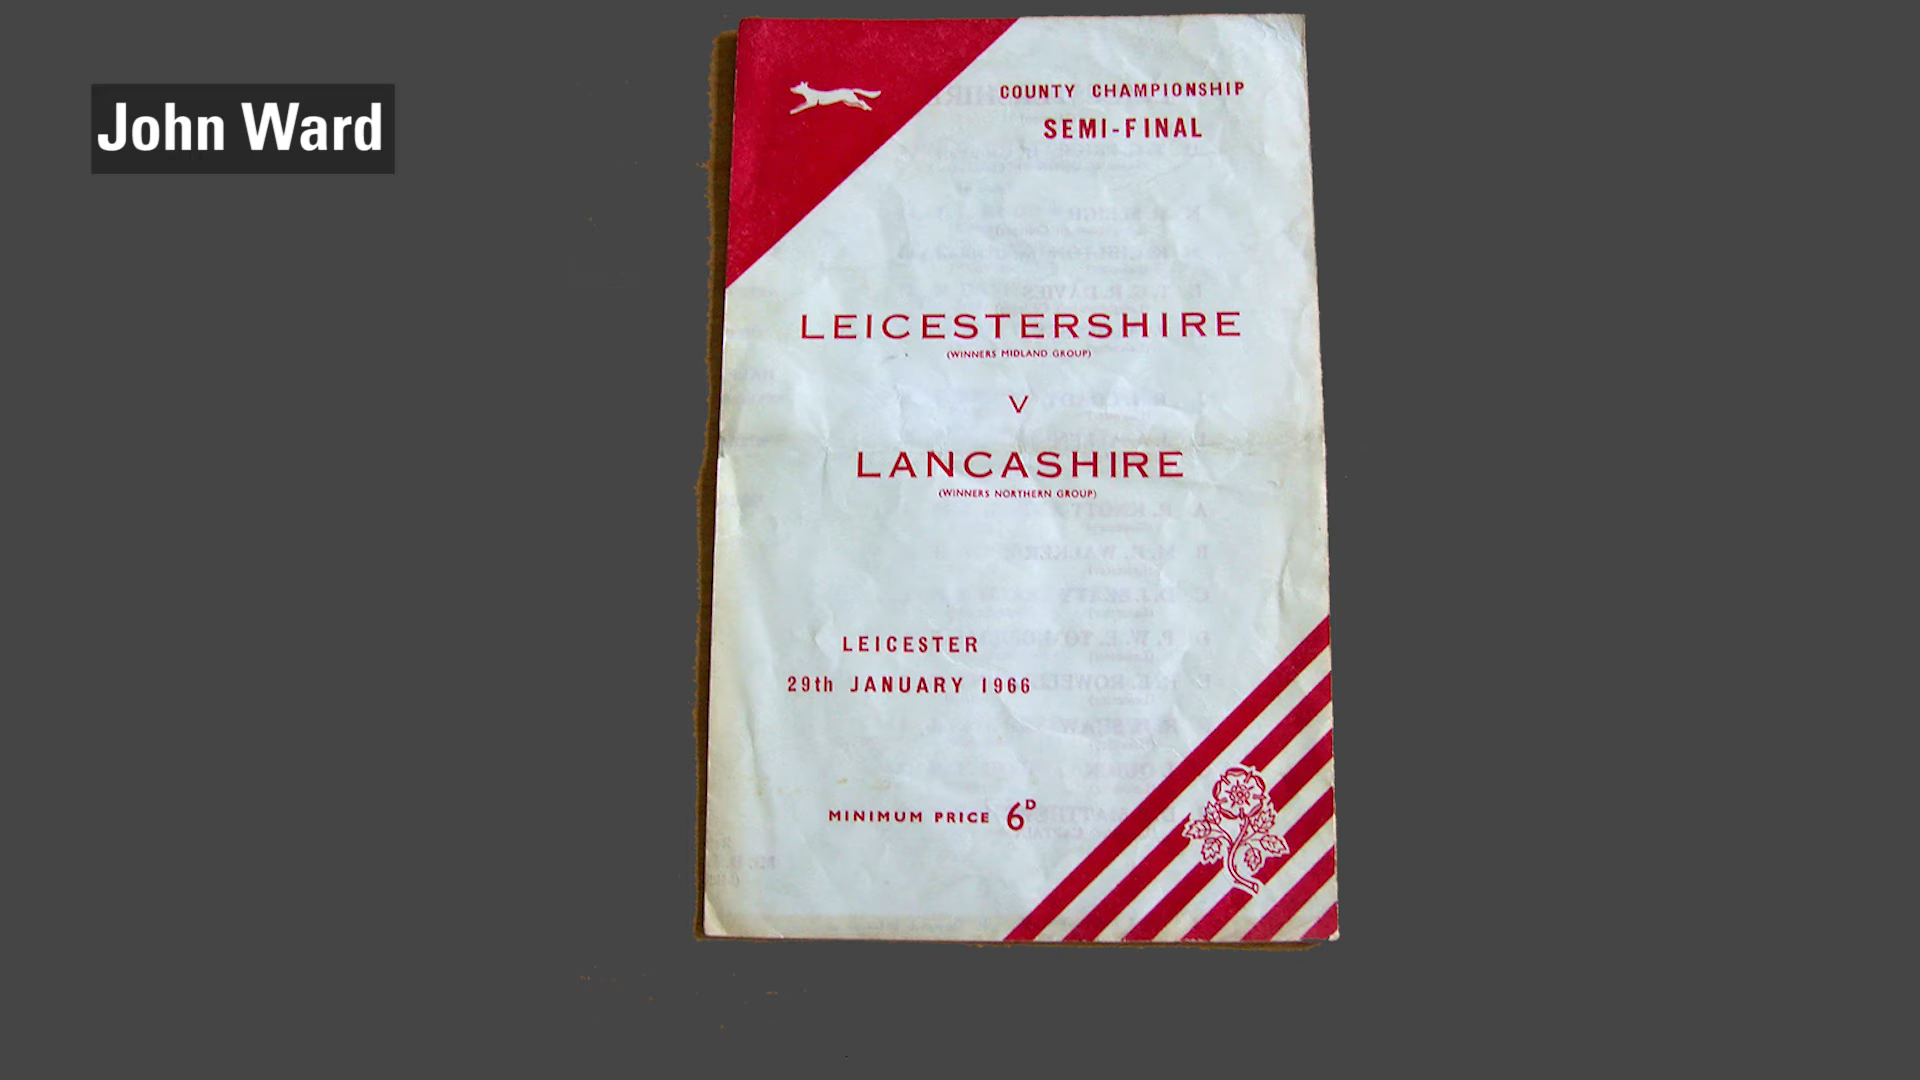 John Ward
COUNTY CHAMPIONSHIP
SEMI-FINAL
LEICESTERSHIRE
(WINNERS MIDLAND GROUP)
V
LANCASHIRE
(WINNERS NORTHERN GROUP)
LEICESTER
29th JANUARY 1966
MINIMUM PRICE 6D